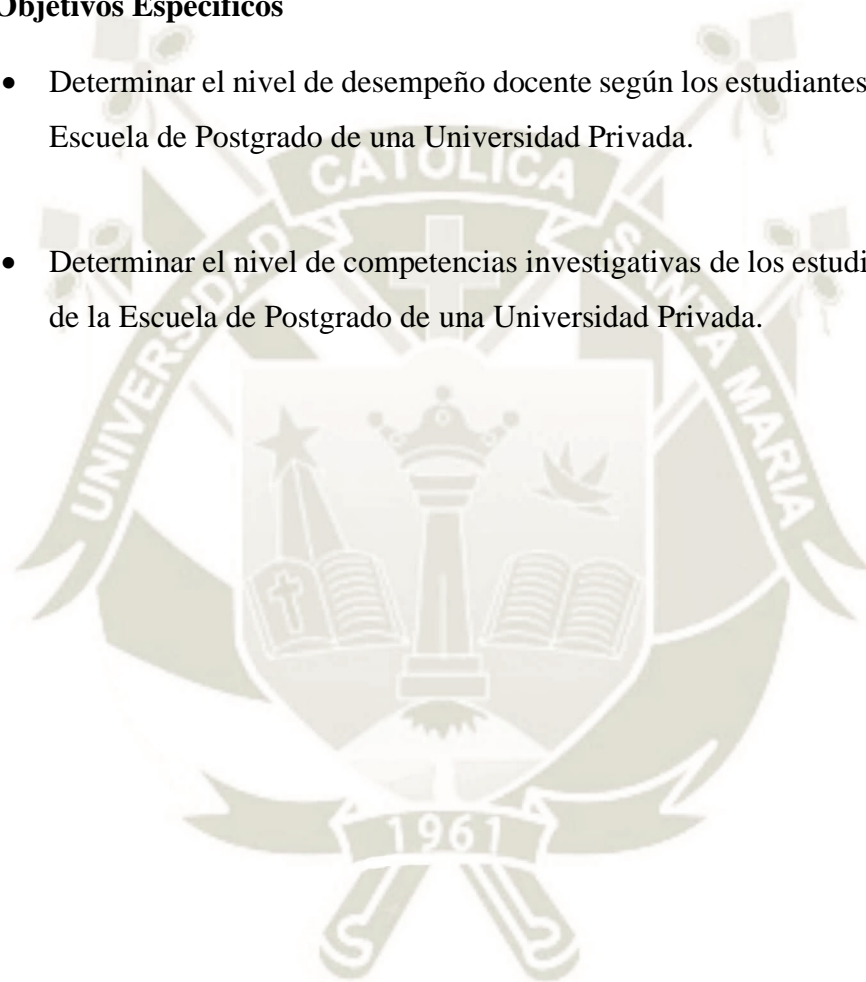 Objetivos Específicos
• Determinar el nivel de desempeño docente según los estudiantes
Escuela de Postgrado de una Universidad Privada.
• Determinar el nivel de competencias investigativas de los
de la Escuela de Postgrado de una Universidad Privada.
UNIVERSIDAD CATOLICA SANTA MARIA
1961